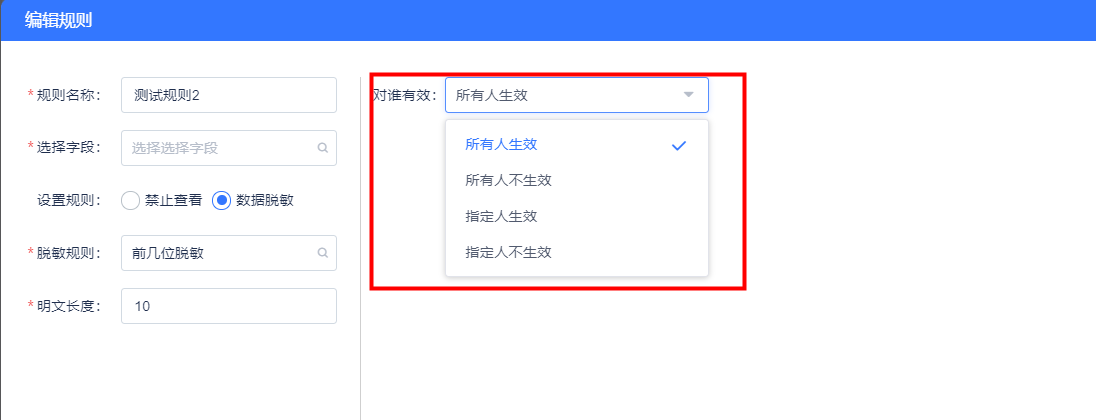 编辑规则
*规则名称： 测试规则2
*选择字段： 选择选择字段
设置规则： 禁止查看 数据脱敏
*脱敏规则： 前几位脱敏
*明文长度： 10
对谁有效： 所有人生效
所有人生效
所有人不生效
指定人生效
指定人不生效